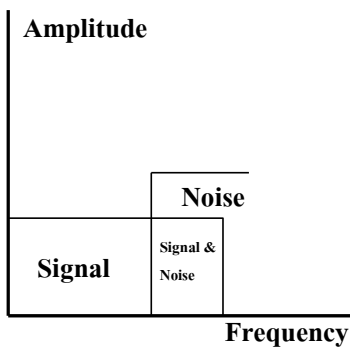 Amplitude
Noise
Signal
Signal &
Noise
Frequency